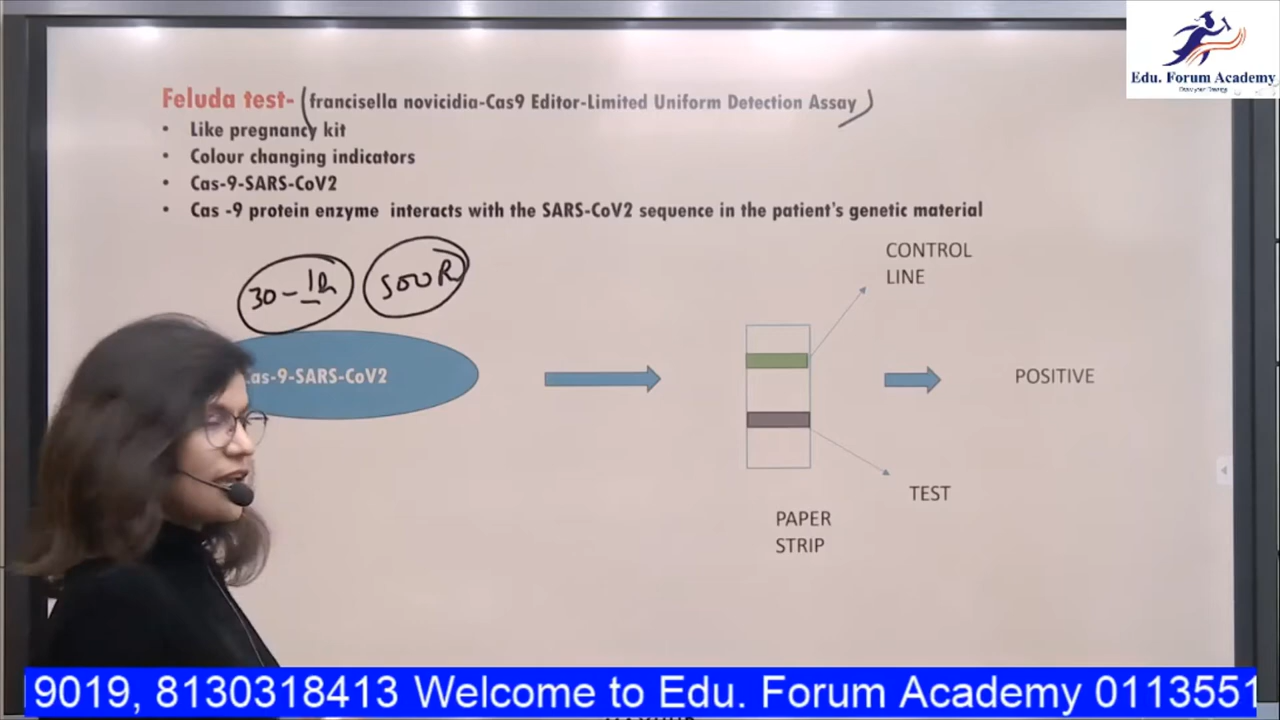 Edu. Forum Academy
Feluda test- (francisella novicidia-Cas9 Editor-Limited Uniform Detection Assay)
• Like pregnancy kit
• Colour changing indicators
• Cas-9-SARS-CoV2
• Cas -9 protein enzyme interacts with the SARS-CoV2 sequence in the patient's genetic material
30-1h 500R
CONTROL
LINE
as-9-SARS-CoV2
POSITIVE
TEST
PAPER
STRIP
9019, 8130318413 Welcome to Edu. Forum Academy 0113551